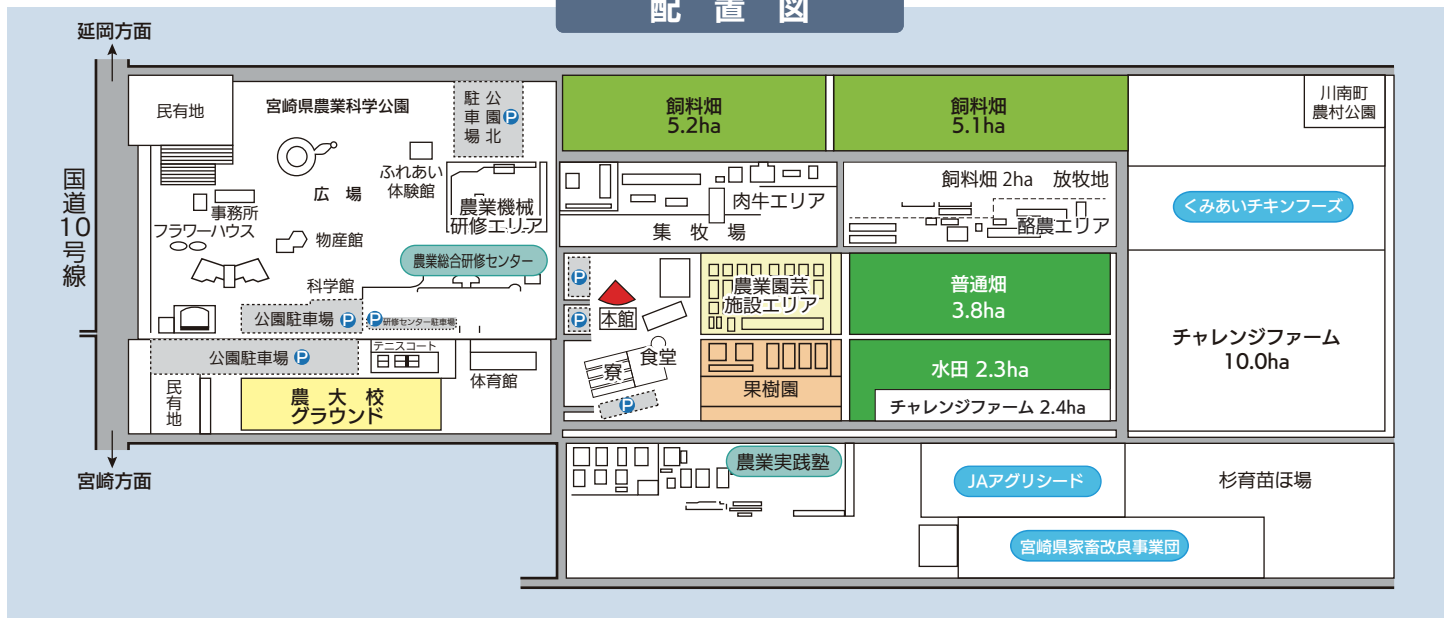 配置図
延岡方面
国道10号線
宮崎方面
民有地
宮崎県農業科学公園
公園北
駐車場
P
ふれあい
体験館
広場
事務所
フラワーハウス
物産館
農業機械
研修エリア
農業総合研修センター
科学館
公園駐車場 P
P研修センター駐車場
公園駐車場 P
テニスコート
体育館
民有地
農大校
グラウンド
飼料畑
5.2ha
飼料畑
5.1ha
川南町
農村公園
肉牛エリア
集牧場
飼料畑 2ha 放牧地
酪農エリア
くみあいチキンフーズ
P
P
本館
農業園芸
施設エリア
普通畑
3.8ha
チャレンジファーム
10.0ha
食堂
寮
P
果樹園
水田 2.3ha
チャレンジファーム 2.4ha
農業実践塾
JAアグリシード
杉育苗ほ場
宮崎県家畜改良事業団